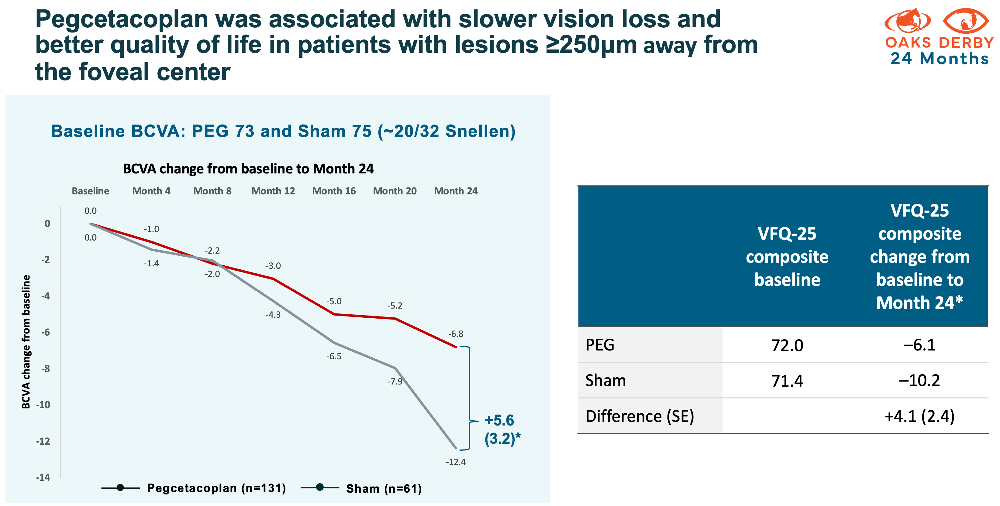 Pegcetacoplan was associated with slower vision loss and
better quality of life in patients with lesions ≥250µm away from
the foveal center
OAKS DERBY
24 Months
Baseline BCVA: PEG 73 and Sham 75 (~20/32 Snellen)
BCVA change from baseline to Month 24
Baseline Month 4 Month 8 Month 12 Month 16 Month 20 Month 24
BCVA change from baseline
0
-2
-4
-6
-8
-10
-12
-14
0.0
-1.0
-2.2
-3.0
-5.0
-5.2
-6.8
0.0
-1.4
-2.0
-4.3
-6.5
-7.9
-12.4
+5.6
(3.2)*
Pegcetacoplan (n=131) Sham (n=61)
VFQ-25
composite
baseline
VFQ-25
composite
change from
baseline to
Month 24*
PEG 72.0 –6.1
Sham 71.4 –10.2
Difference (SE) +4.1 (2.4)